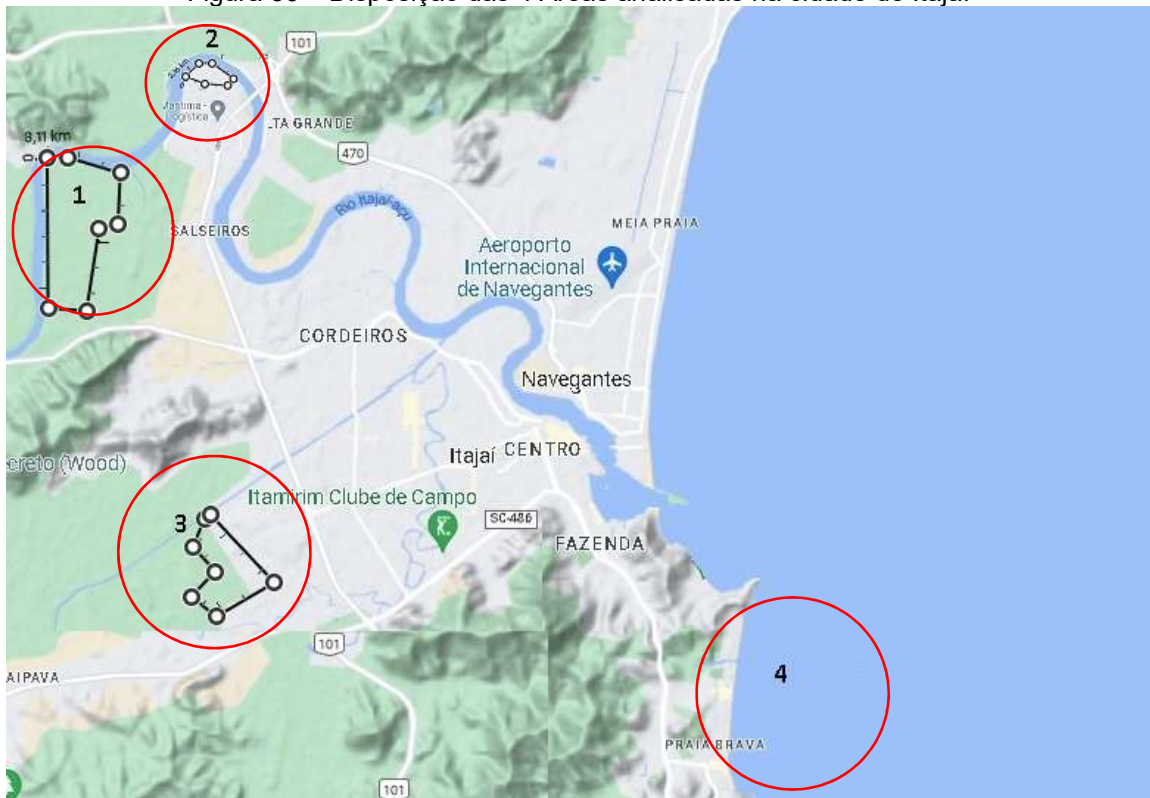 2
101
Logística
LTA GRANDE
8,11 km
470
1
Rio Itajaí-açu
MEIA PRAIA
SALSEIROS
Aeroporto
Internacional
de Navegantes
CORDEIROS
Navegantes
Itajaí
CENTRO
creto (Wood)
Itamirim Clube de Campo
SC-486
3
FAZENDA
101
4
AIPAVA
PRAIA BRAVA
101